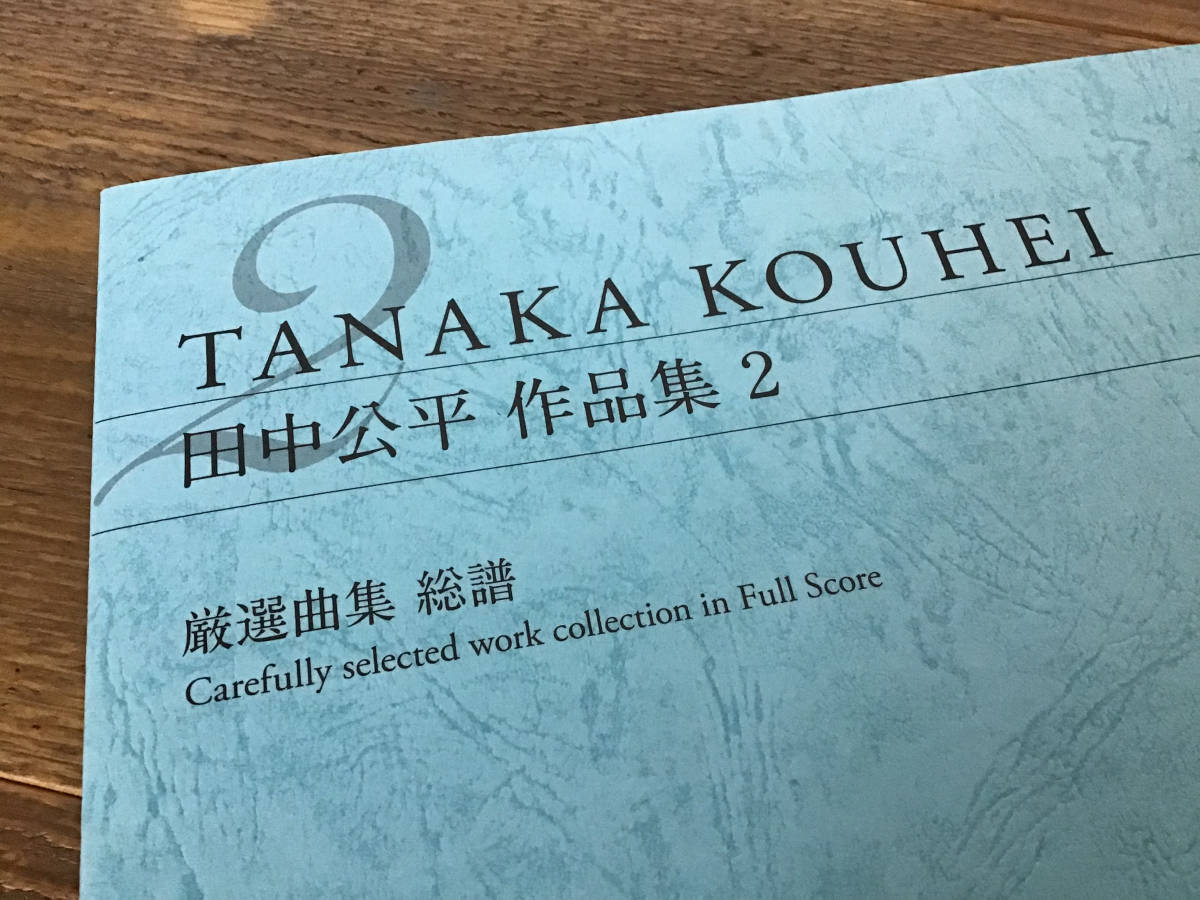 2
TANAKA KOUHEI
田中公平 作品集 2
厳選曲集 総譜
Carefully selected work collection in Full Score